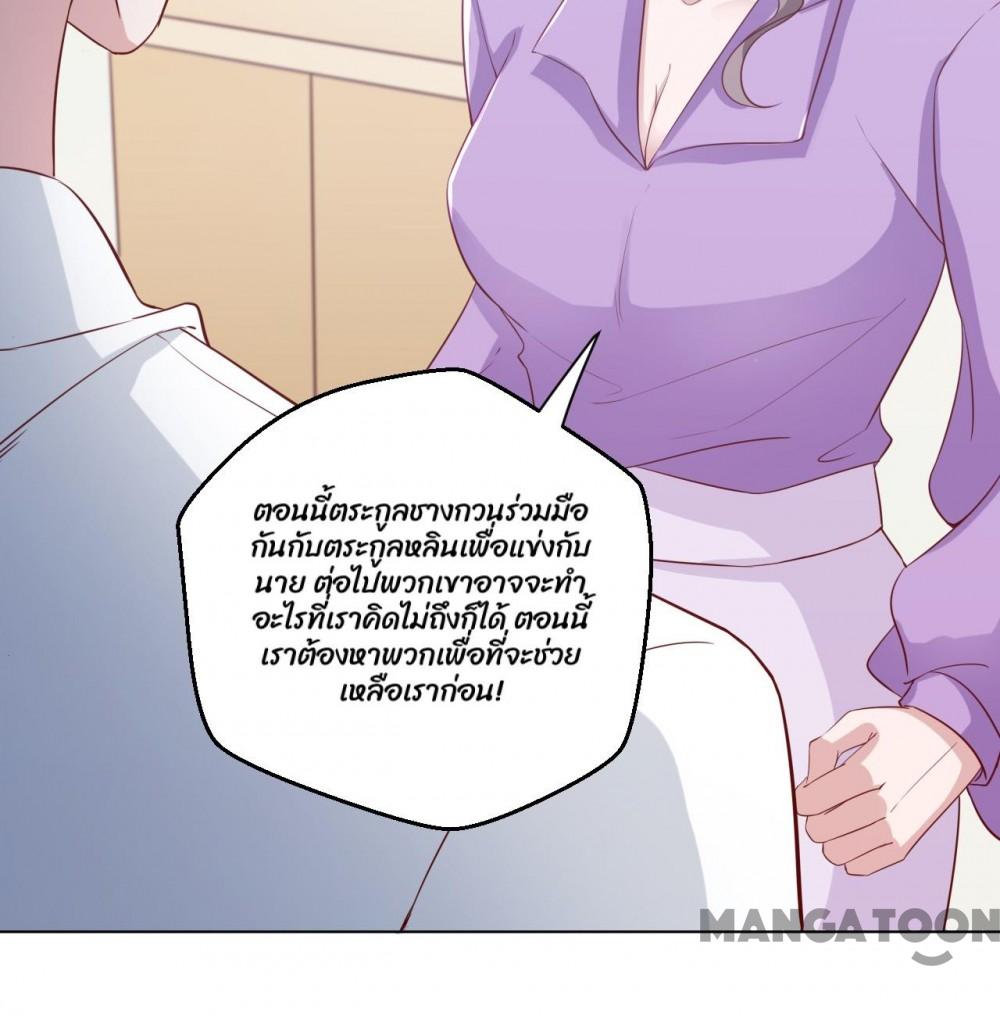 ตอนนี้ตระกูลชางกวนร่วมมือ
กันกับตระกูลหลินเพื่อแข่งกับ
นาย ต่อไปพวกเขาอาจจะทำ
อะไรที่เราคิดไม่ถึงก็ได้ ตอนนี้
เราต้องหาพวกเพื่อที่จะช่วย
เหลือเราก่อน!
MANGATOON